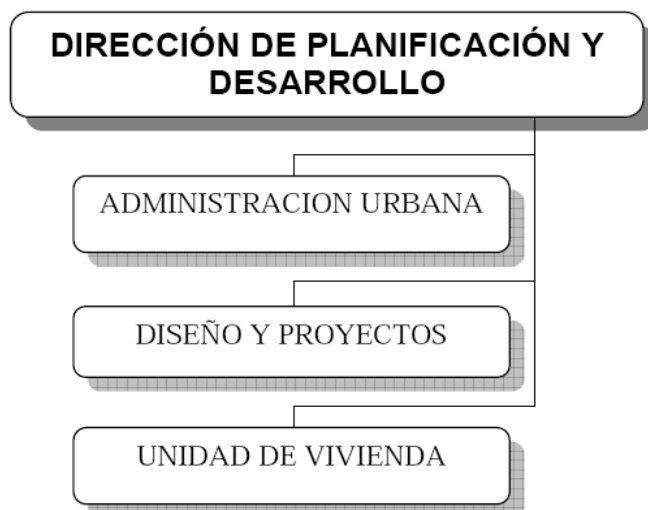 DIRECCIÓN DE PLANIFICACIÓN Y
DESARROLLO
ADMINISTRACION URBANA
DISEÑO Y PROYECTOS
UNIDAD DE VIVIENDA